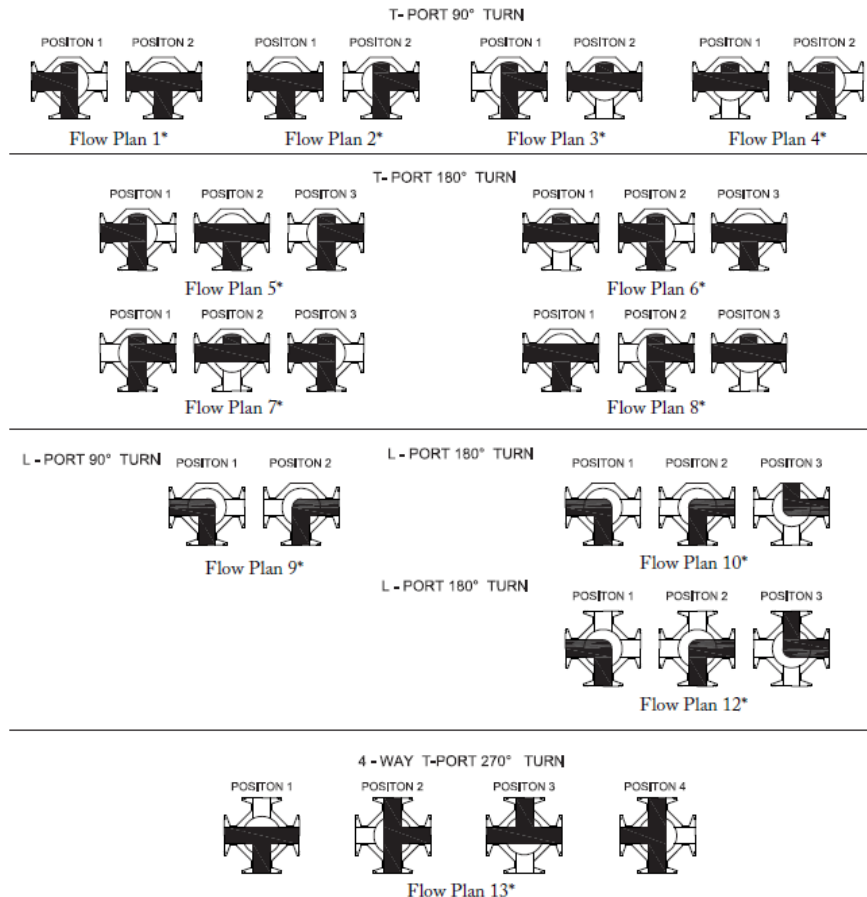 T- PORT 90° TURN
POSITON 1 POSITON 2 POSITON 1 POSITON 2 POSITON 1 POSITON 2 POSITON 1 POSITON 2
Flow Plan 1* Flow Plan 2* Flow Plan 3* Flow Plan 4*
T- PORT 180° TURN
POSITON 1 POSITON 2 POSITON 3 POSITON 1 POSITON 2 POSITON 3
Flow Plan 5* Flow Plan 6*
POSITON 1 POSITON 2 POSITON 3 POSITON 1 POSITON 2 POSITON 3
Flow Plan 7* Flow Plan 8*
L - PORT 90° TURN POSITON 1 POSITON 2 L - PORT 180° TURN POSITON 1 POSITON 2 POSITON 3
Flow Plan 9* Flow Plan 10*
L - PORT 180° TURN
POSITON 1 POSITON 2 POSITON 3
Flow Plan 12*
4 - WAY T-PORT 270° TURN
POSITON 1 POSITON 2 POSITON 3 POSITON 4
Flow Plan 13*